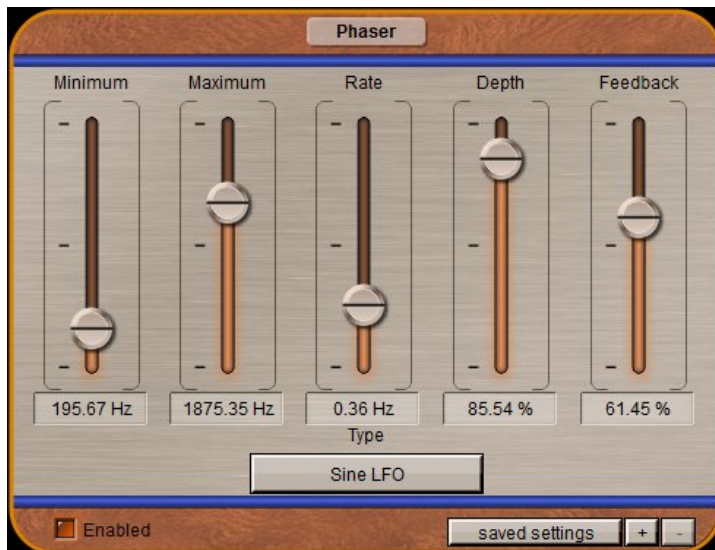 Phaser
Minimum Maximum Rate Depth Feedback
195.67 Hz 1875.35 Hz 0.36 Hz 85.54 % 61.45 %
Type
Sine LFO
Enabled saved settings + -